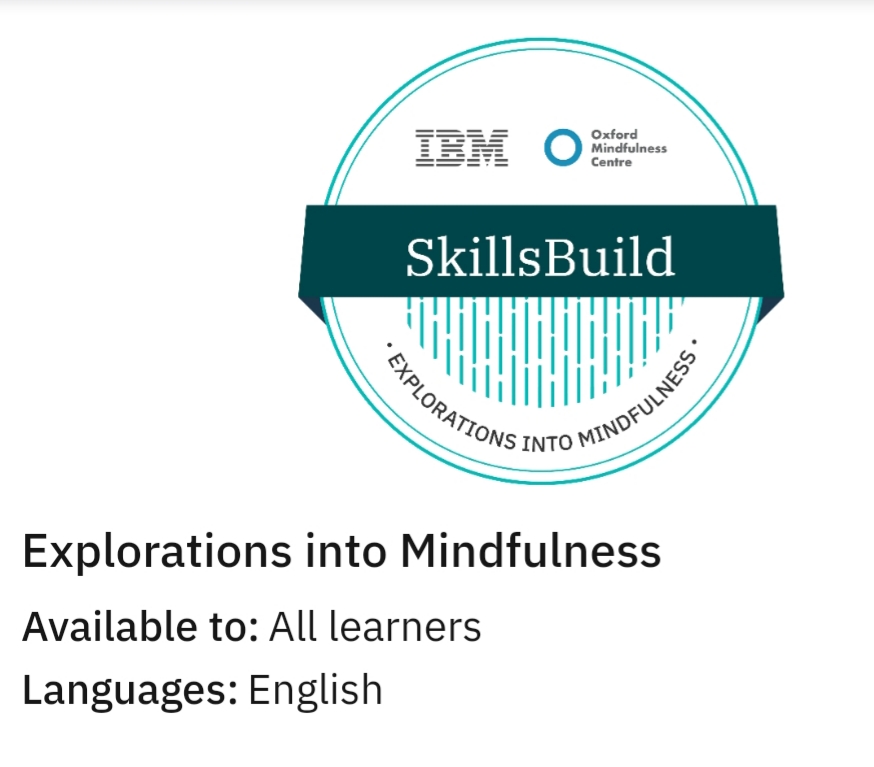 IBM
Oxford
Mindfulness
Centre
SkillsBuild
· EXPLORATIONS INTO MINDFULNESS ·
Explorations into Mindfulness
Available to: All learners
Languages: English